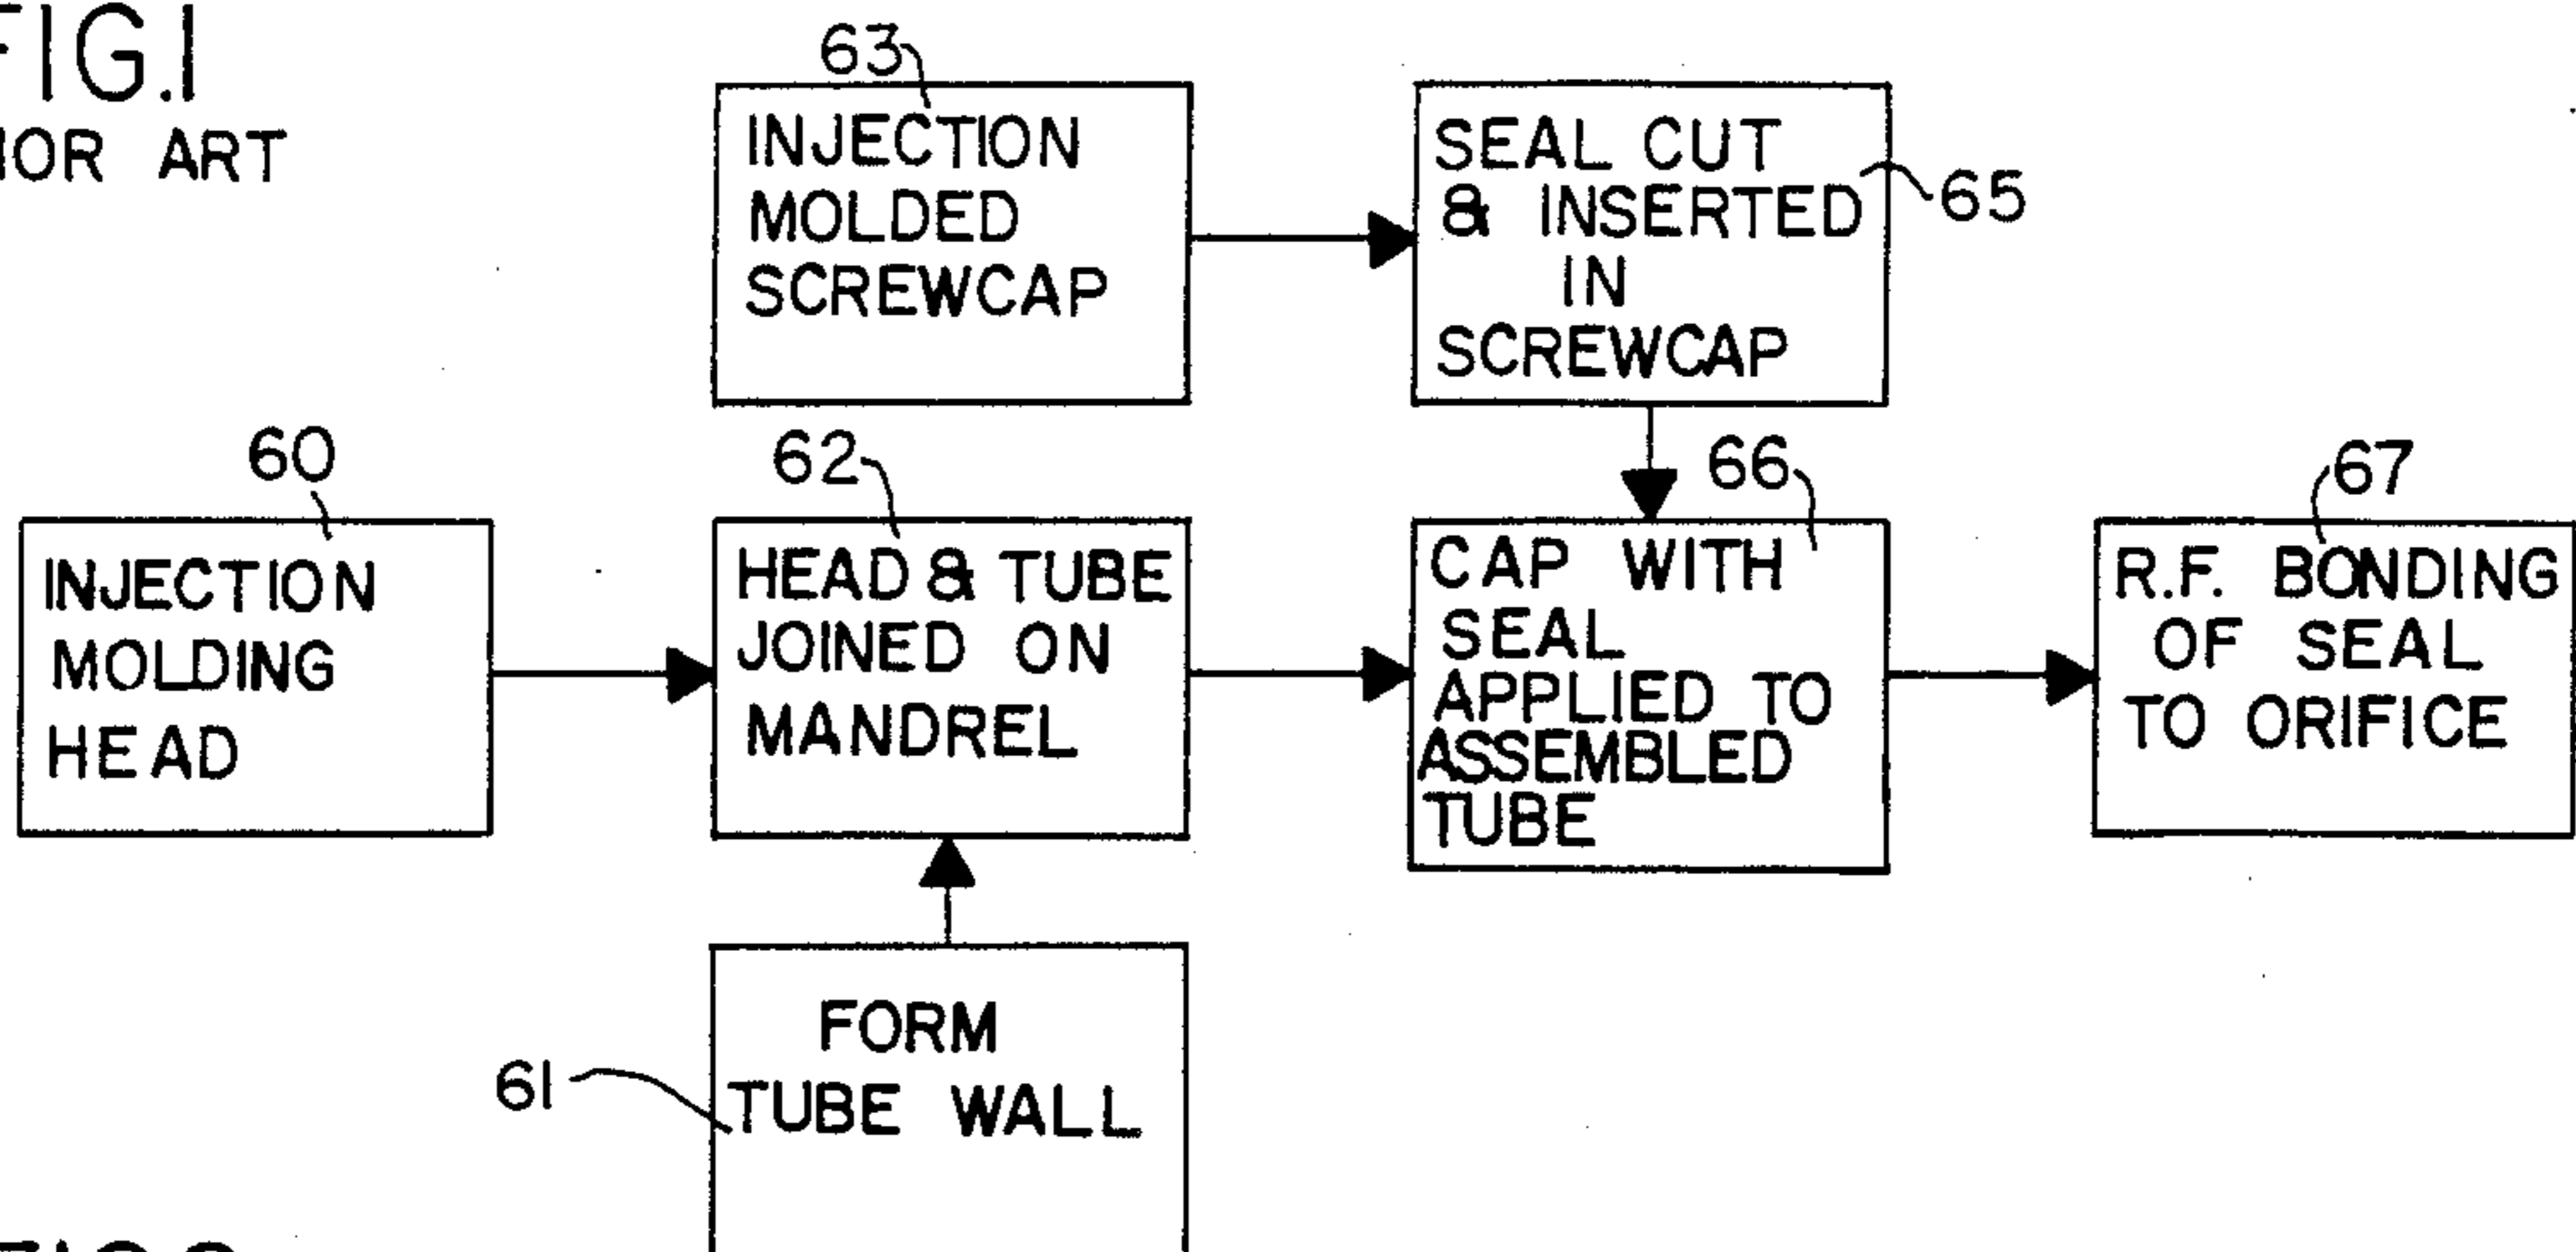 FIG.1
PRIOR ART
63
INJECTION
MOLDED
SCREWCAP
SEAL CUT
& INSERTED
IN
SCREWCAP
65
60
INJECTION
MOLDING
HEAD
62
HEAD & TUBE
JOINED ON
MANDREL
66
CAP WITH
SEAL
APPLIED TO
ASSEMBLED
TUBE
67
R.F. BONDING
OF SEAL
TO ORIFICE
61
FORM
TUBE WALL